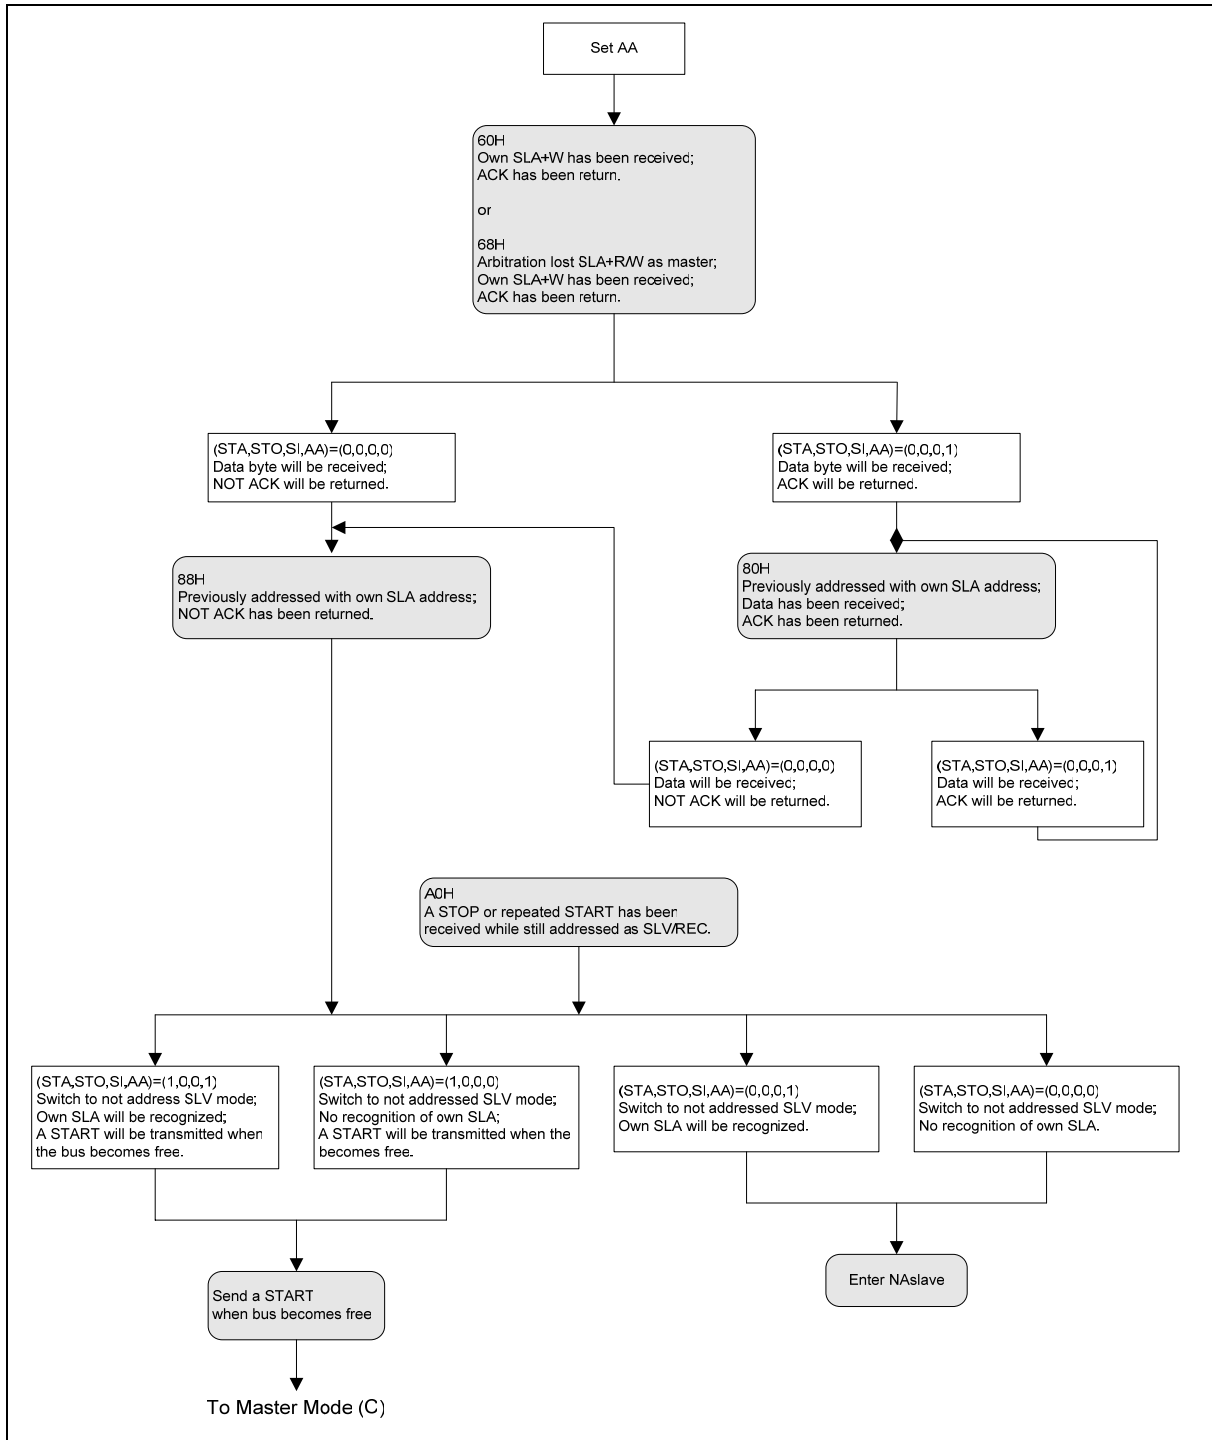 Set AA
60H
Own SLA+W has been received;
ACK has been return.
or
68H
Arbitration lost SLA+R/W as master;
Own SLA+W has been received;
ACK has been return.
(STA,STO,SI,AA)=(0,0,0,0)
Data byte will be received;
NOT ACK will be returned.
(STA,STO,SI,AA)=(0,0,0,1)
Data byte will be received;
ACK will be returned.
88H
Previously addressed with own SLA address;
NOT ACK has been returned.
80H
Previously addressed with own SLA address;
Data has been received;
ACK has been returned.
(STA,STO,SI,AA)=(0,0,0,0)
Data will be received;
NOT ACK will be returned.
(STA,STO,SI,AA)=(0,0,0,1)
Data will be received;
ACK will be returned.
A0H
A STOP or repeated START has been
received while still addressed as SLV/REC.
(STA,STO,SI,AA)=(1,0,0,1)
Switch to not address SLV mode;
Own SLA will be recognized;
A START will be transmitted when
the bus becomes free.
(STA,STO,SI,AA)=(1,0,0,0)
Switch to not addressed SLV mode;
No recognition of own SLA;
A START will be transmitted when the
becomes free.
(STA,STO,SI,AA)=(0,0,0,1)
Switch to not addressed SLV mode;
Own SLA will be recognized.
(STA,STO,SI,AA)=(0,0,0,0)
Switch to not addressed SLV mode;
No recognition of own SLA.
Send a START
when bus becomes free
Enter NAslave
To Master Mode (C)